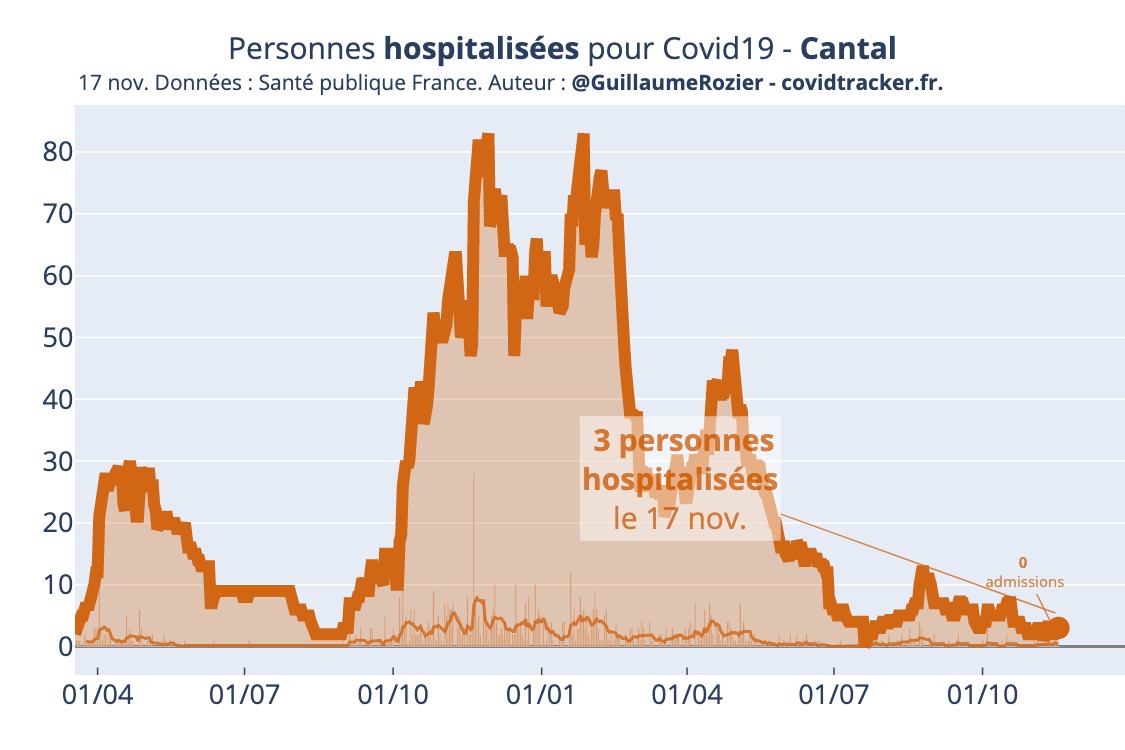 Personnes hospitalisées pour Covid19 - Cantal
17 nov. Données : Santé publique France. Auteur : @GuillaumeRozier - covidtracker.fr.
80
70
60
50
40
30
20
10
0
3 personnes
hospitalisées
le 17 nov.
0
admissions
01/04
01/07
01/10
01/01
01/04
01/07
01/10